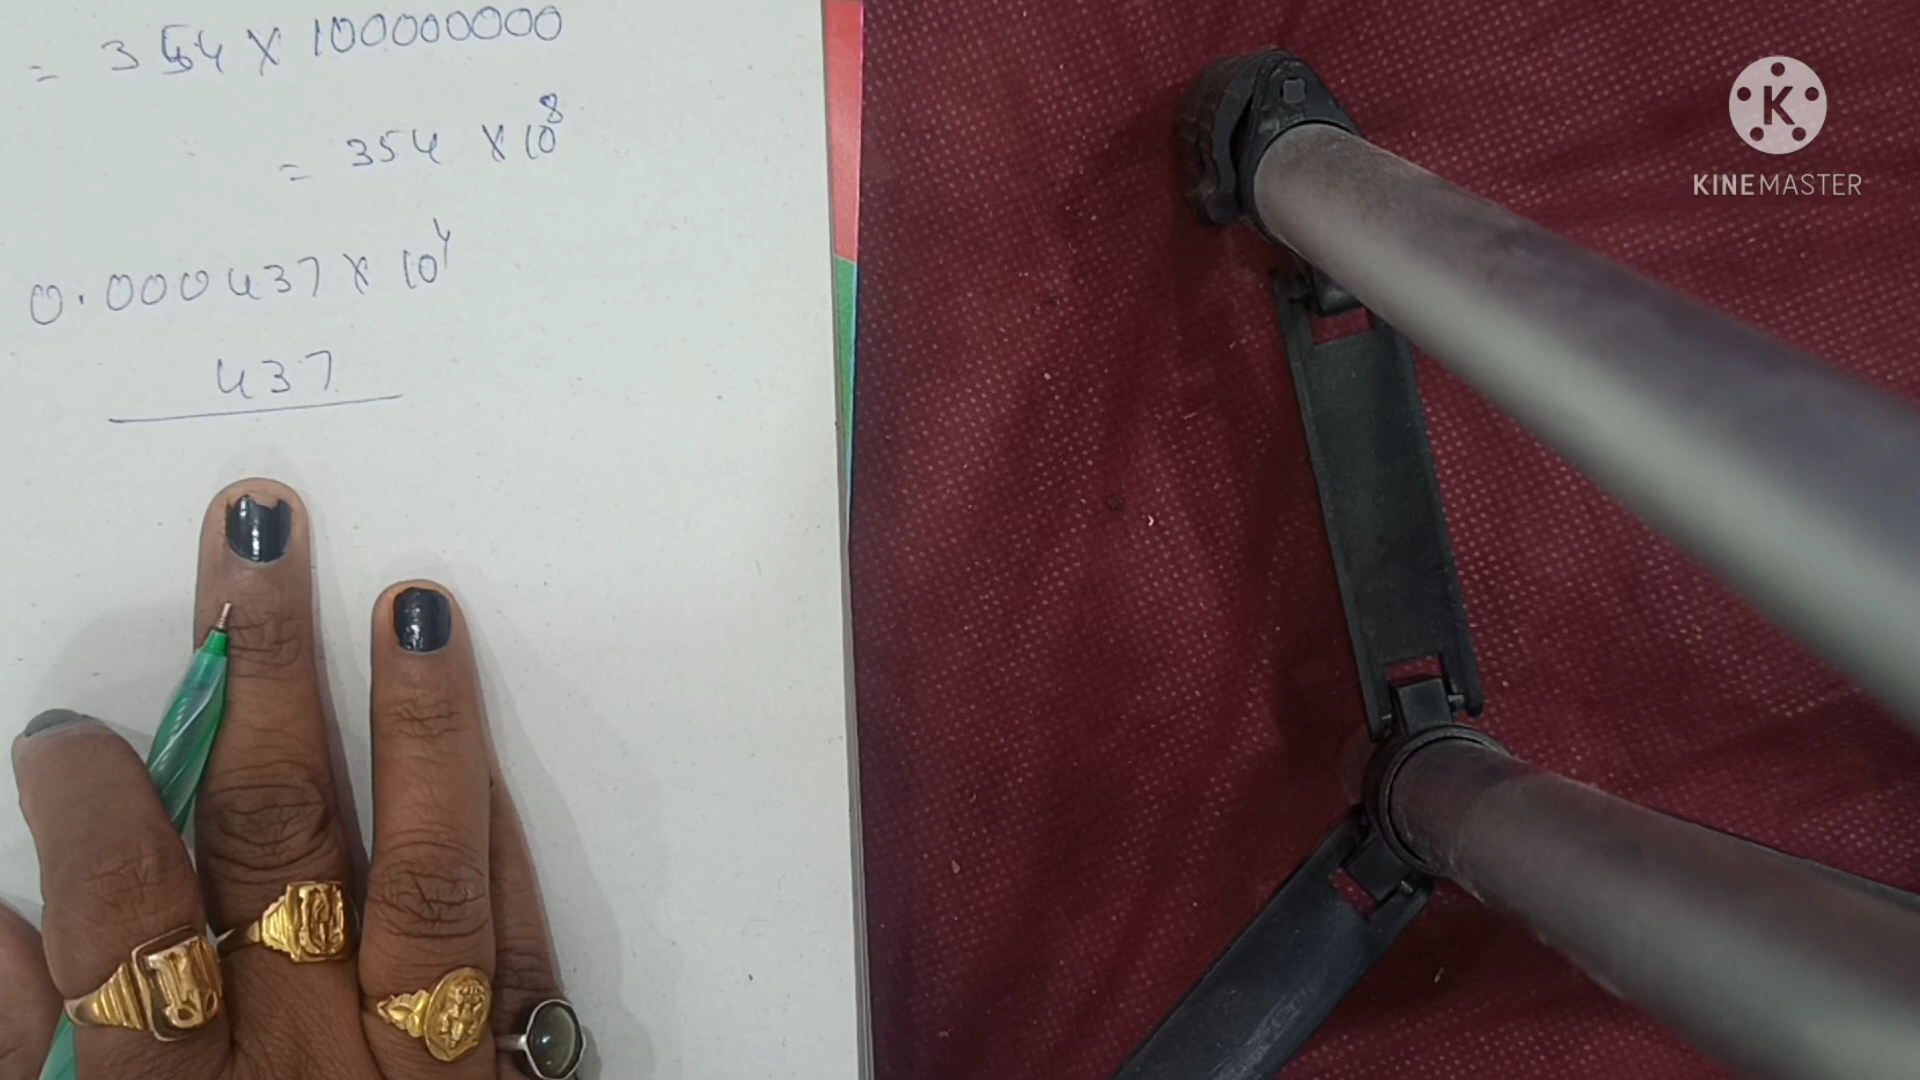 = 354 X 100000000
= 354 X 10⁸
0.000437 X 10⁴
437
K
KINEMASTER